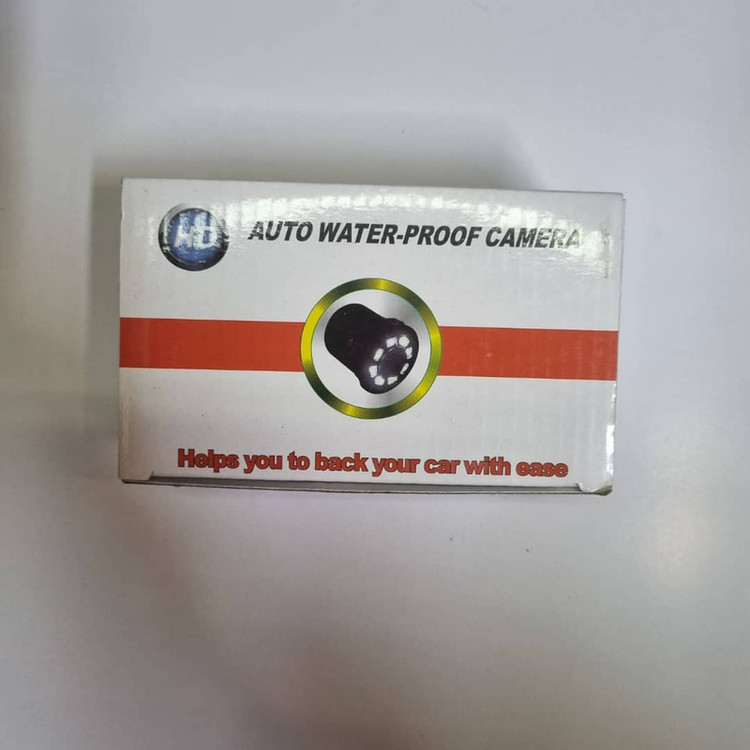 HD
AUTO WATER-PROOF CAMERA
Helps you to back your car with ease